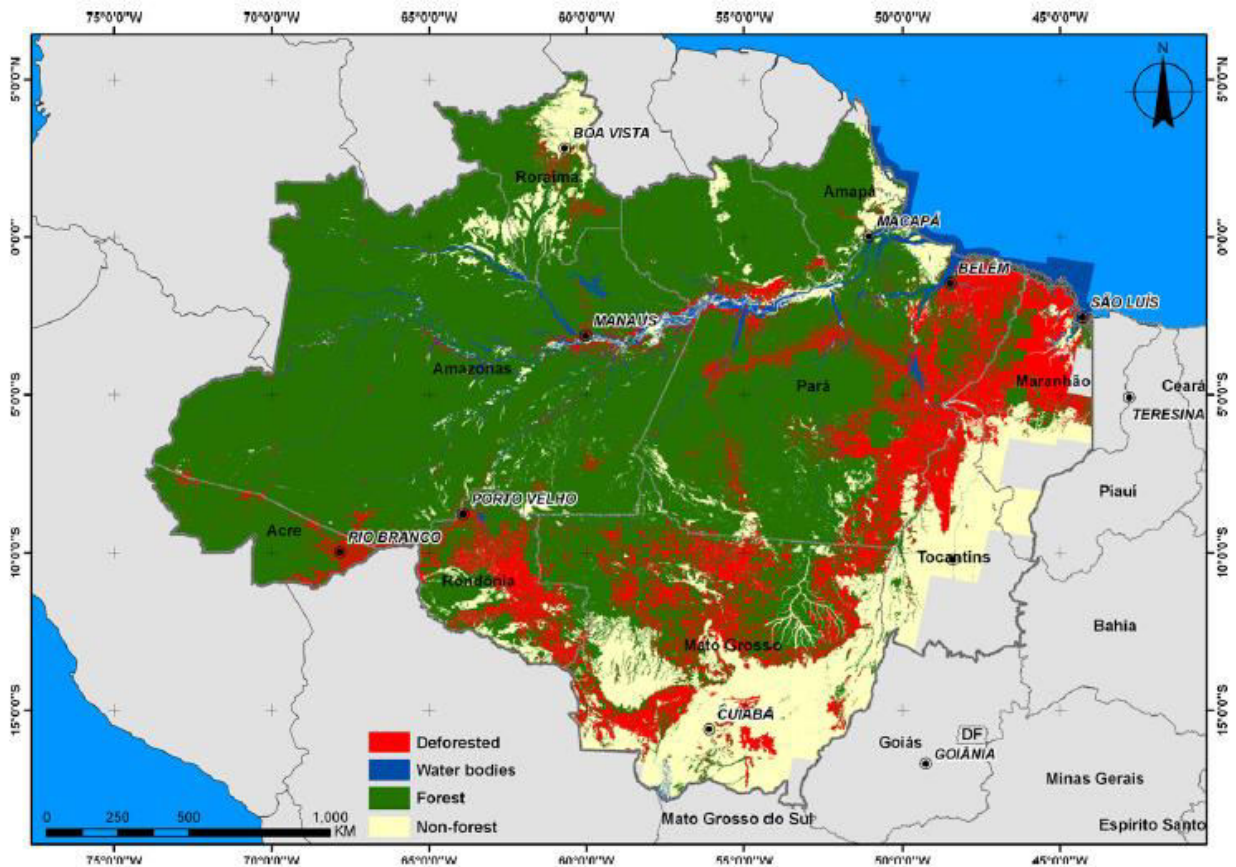 75°0'0"W 70°0'0"W 65°0'0"W 60°0'0"W 55°0'0"W 50°0'0"W 45°0'0"W
5°0'0"N 5°0'0"N
N
BOA VISTA
Roraima
Amapá
MACAPÁ
0°0'0" 0°0'0"
BELÉM
SÃO LUÍS
MANAUS
Amazonas
Pará
Maranhão
Ceará
5°0'0"S 5°0'0"S
TERESINA
Piauí
PORTO VELHO
Acre
RIO BRANCO
10°0'0"S 10°0'0"S
Tocantins
Rondônia
Bahia
Mato Grosso
15°0'0"S 15°0'0"S
CUIABÁ
Goiás
DF
GOIÂNIA
Minas Gerais
Mato Grosso do Sul
Espírito Santo
Deforested
Water bodies
Forest
Non-forest
0 250 500 1,000
KM
75°0'0"W 70°0'0"W 65°0'0"W 60°0'0"W 55°0'0"W 50°0'0"W 45°0'0"W